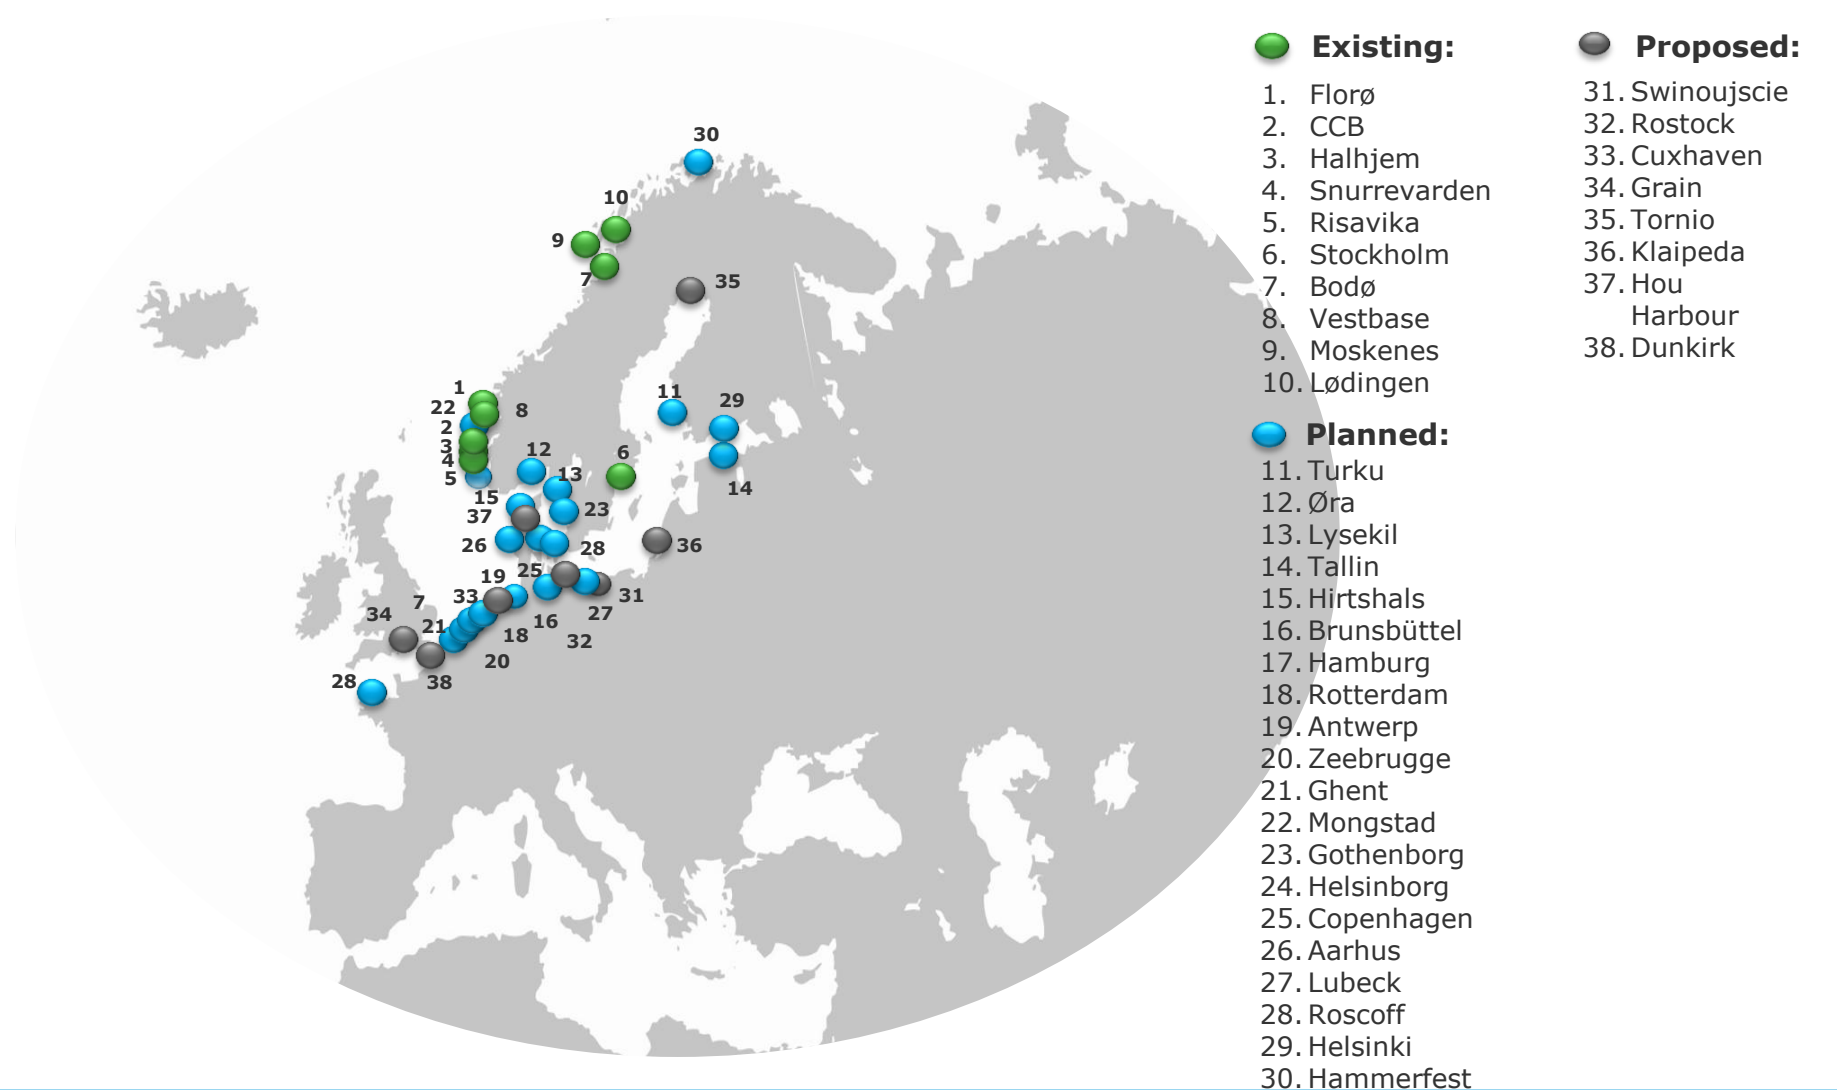 30
10
9
7
35
1
22
8
2
3
4
5
11
29
12
6
13
14
15
37
23
26
28
36
25
19
31
33
27
7
34
16
21
18
32
20
28
38
Existing:
1. Florø
2. CCB
3. Halhjem
4. Snurrevarden
5. Risavika
6. Stockholm
7. Bodø
8. Vestbase
9. Moskenes
10. Lødingen
Planned:
11. Turku
12. Øra
13. Lysekil
14. Tallin
15. Hirtshals
16. Brunsbüttel
17. Hamburg
18. Rotterdam
19. Antwerp
20. Zeebrugge
21. Ghent
22. Mongstad
23. Gothenborg
24. Helsinborg
25. Copenhagen
26. Aarhus
27. Lubeck
28. Roscoff
29. Helsinki
30. Hammerfest
Proposed:
31. Swinoujscie
32. Rostock
33. Cuxhaven
34. Grain
35. Tornio
36. Klaipeda
37. Hou
Harbour
38. Dunkirk